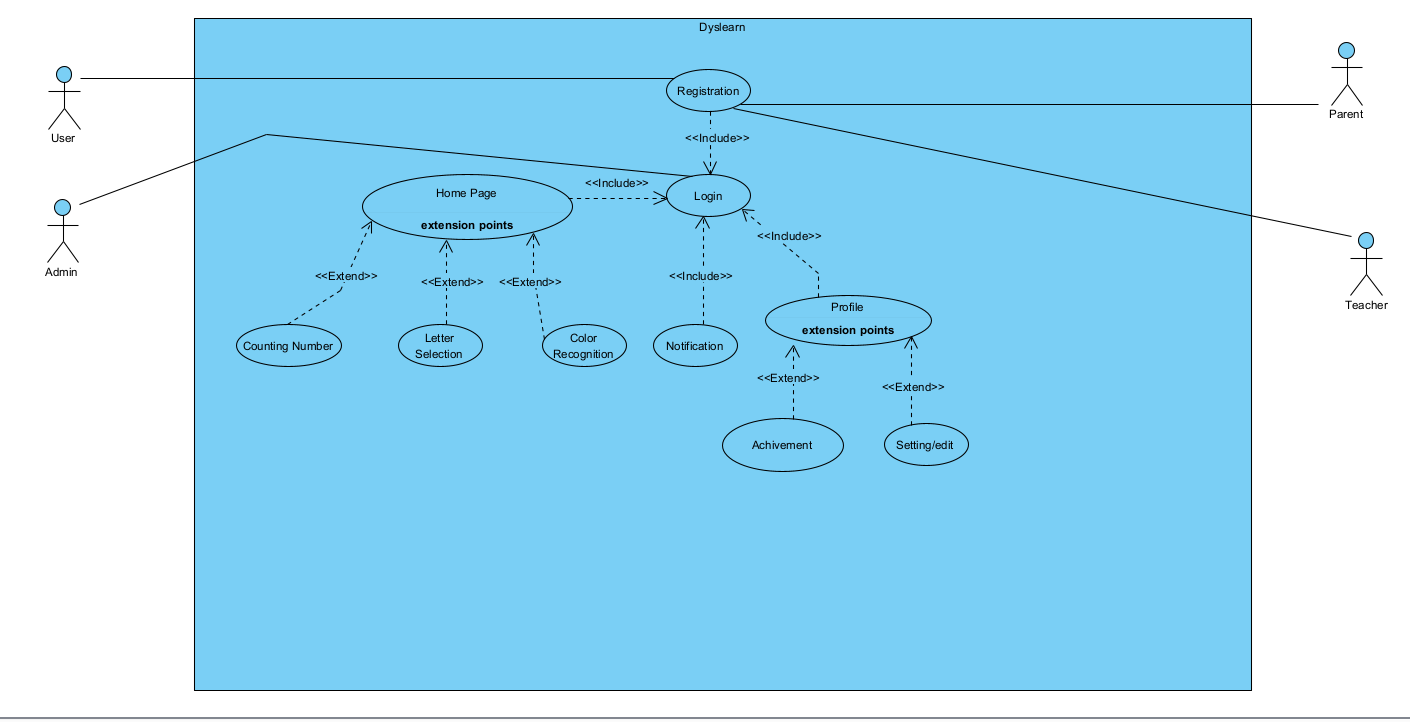 Dyslearn
Registration
User
Parent
<<Include>>
Admin
Home Page
extension points
<<Include>>
Login
Teacher
<<Include>>
<<Extend>>
<<Extend>>
<<Extend>>
<<Include>>
Profile
extension points
Counting Number
Letter
Selection
Color
Recognition
Notification
<<Extend>>
<<Extend>>
Achivement
Setting/edit